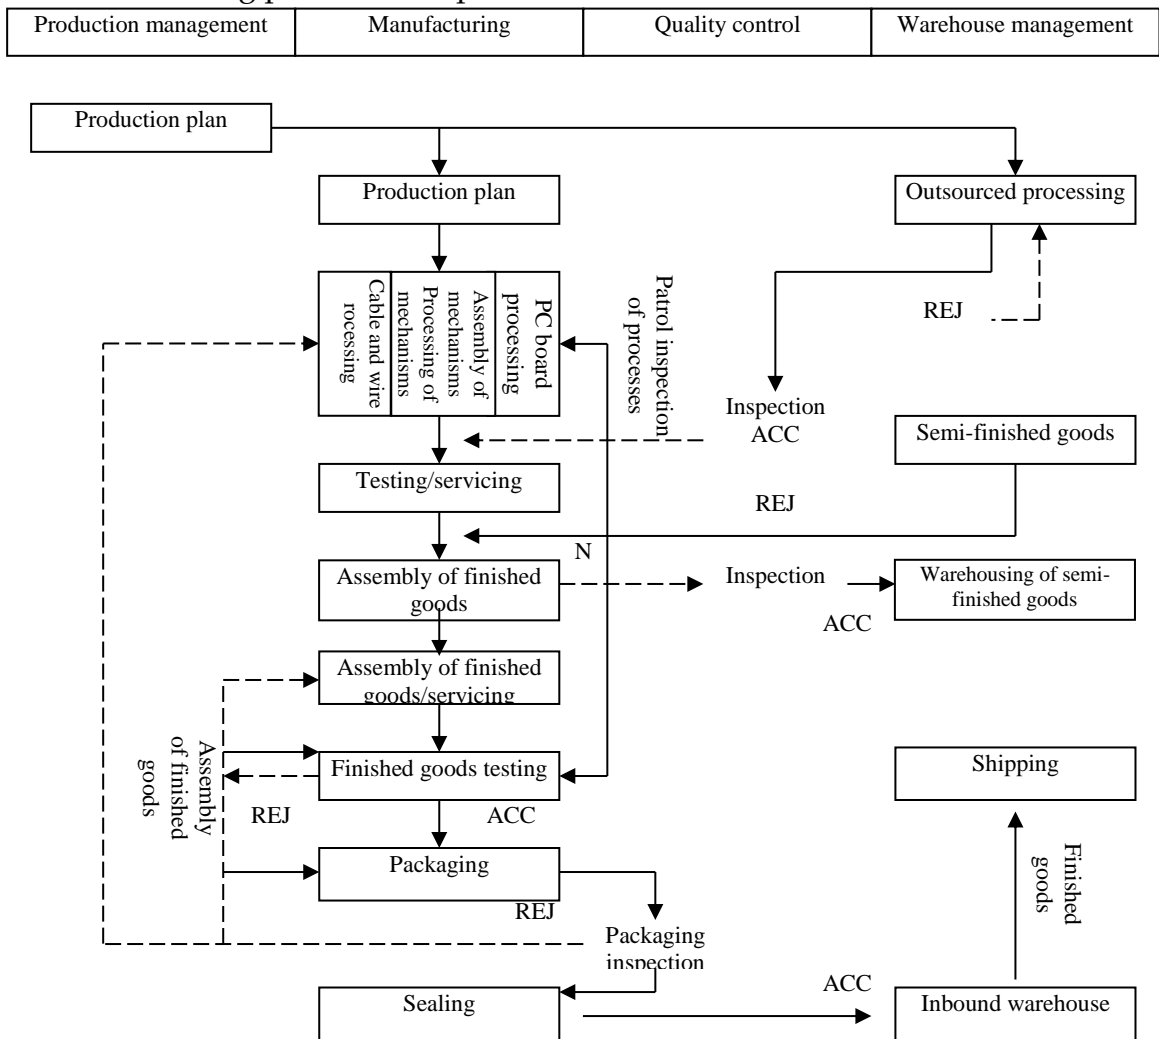 Production management Manufacturing Quality control Warehouse management
Production plan
Production plan
Outsourced processing
Cable and wire
rocessing
Processing of
mechanisms
Assembly of
mechanisms
PC board
processing
Patrol inspection
of processes
REJ
Inspection
ACC
Semi-finished goods
Testing/servicing
REJ
N
Assembly of finished
goods
Inspection
Warehousing of semi-
finished goods
ACC
Assembly of finished
goods/servicing
Assembly
of finished
goods
Finished goods testing
Shipping
REJ
ACC
Packaging
Finished
goods
REJ
Packaging
inspection
ACC
Sealing
Inbound warehouse